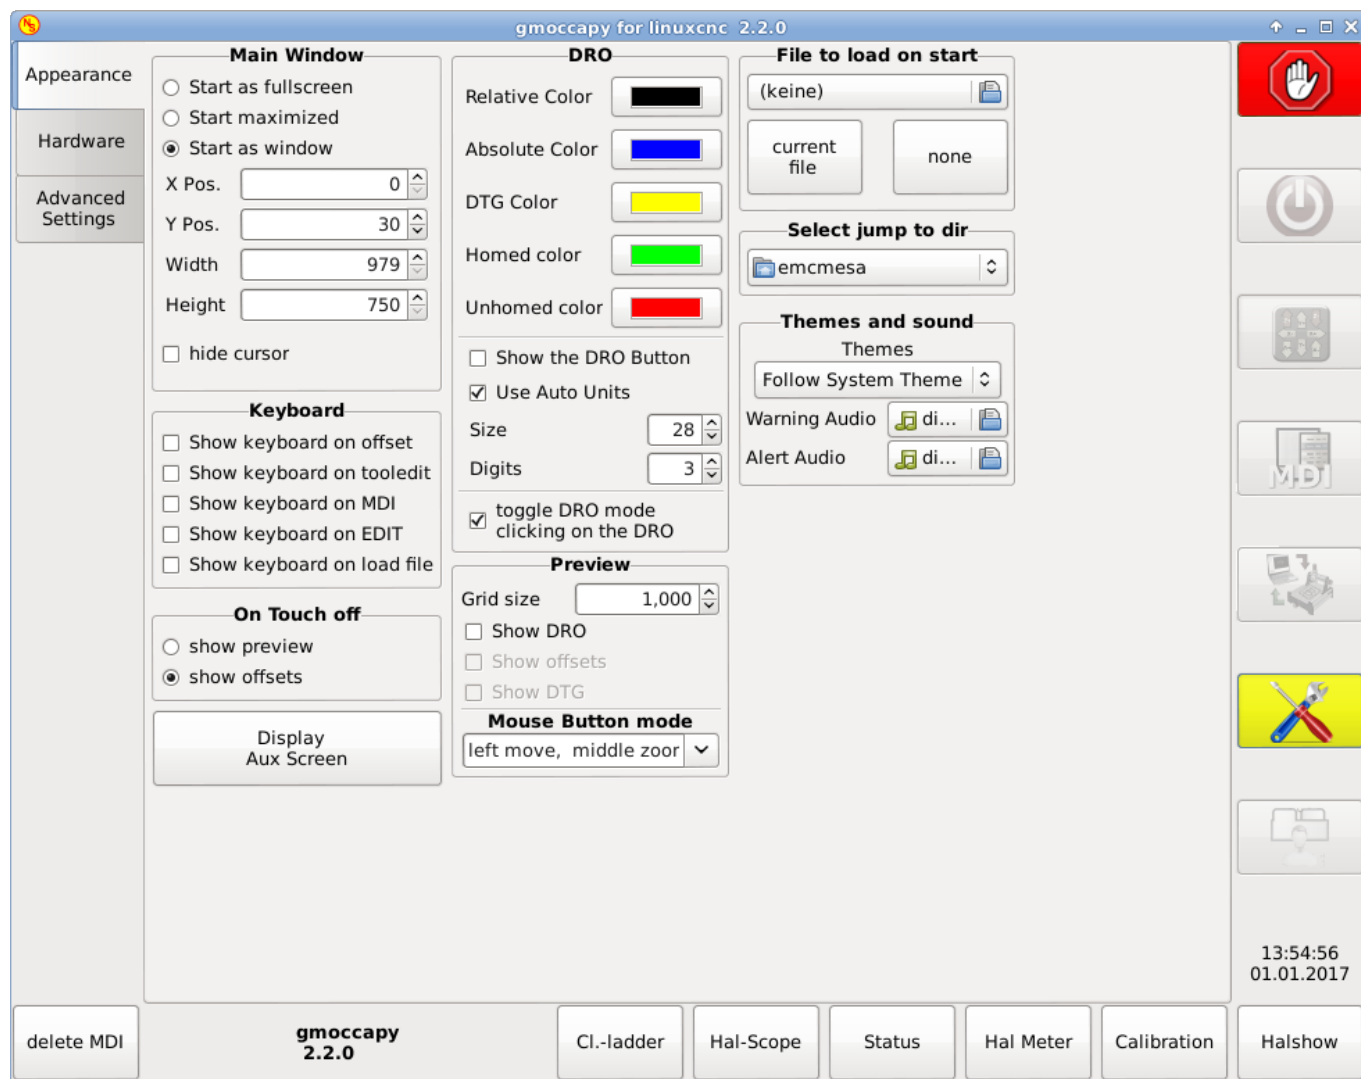 gmoccapy for linuxcnc 2.2.0
Appearance
Hardware
Advanced
Settings
Main Window
Start as fullscreen
Start maximized
Start as window
X Pos. 0
Y Pos. 30
Width 979
Height 750
hide cursor
Keyboard
Show keyboard on offset
Show keyboard on tooledit
Show keyboard on MDI
Show keyboard on EDIT
Show keyboard on load file
On Touch off
show preview
show offsets
Display
Aux Screen
DRO
Relative Color
Absolute Color
DTG Color
Homed color
Unhomed color
Show the DRO Button
Use Auto Units
Size 28
Digits 3
toggle DRO mode
clicking on the DRO
Preview
Grid size 1,000
Show DRO
Show offsets
Show DTG
Mouse Button mode
left move, middle zoor
File to load on start
(keine)
current
file
none
Select jump to dir
emcmesa
Themes and sound
Themes
Follow System Theme
Warning Audio di...
Alert Audio di...
MDI
13:54:56
01.01.2017
delete MDI
gmoccapy
2.2.0
Cl.-ladder
Hal-Scope
Status
Hal Meter
Calibration
Halshow